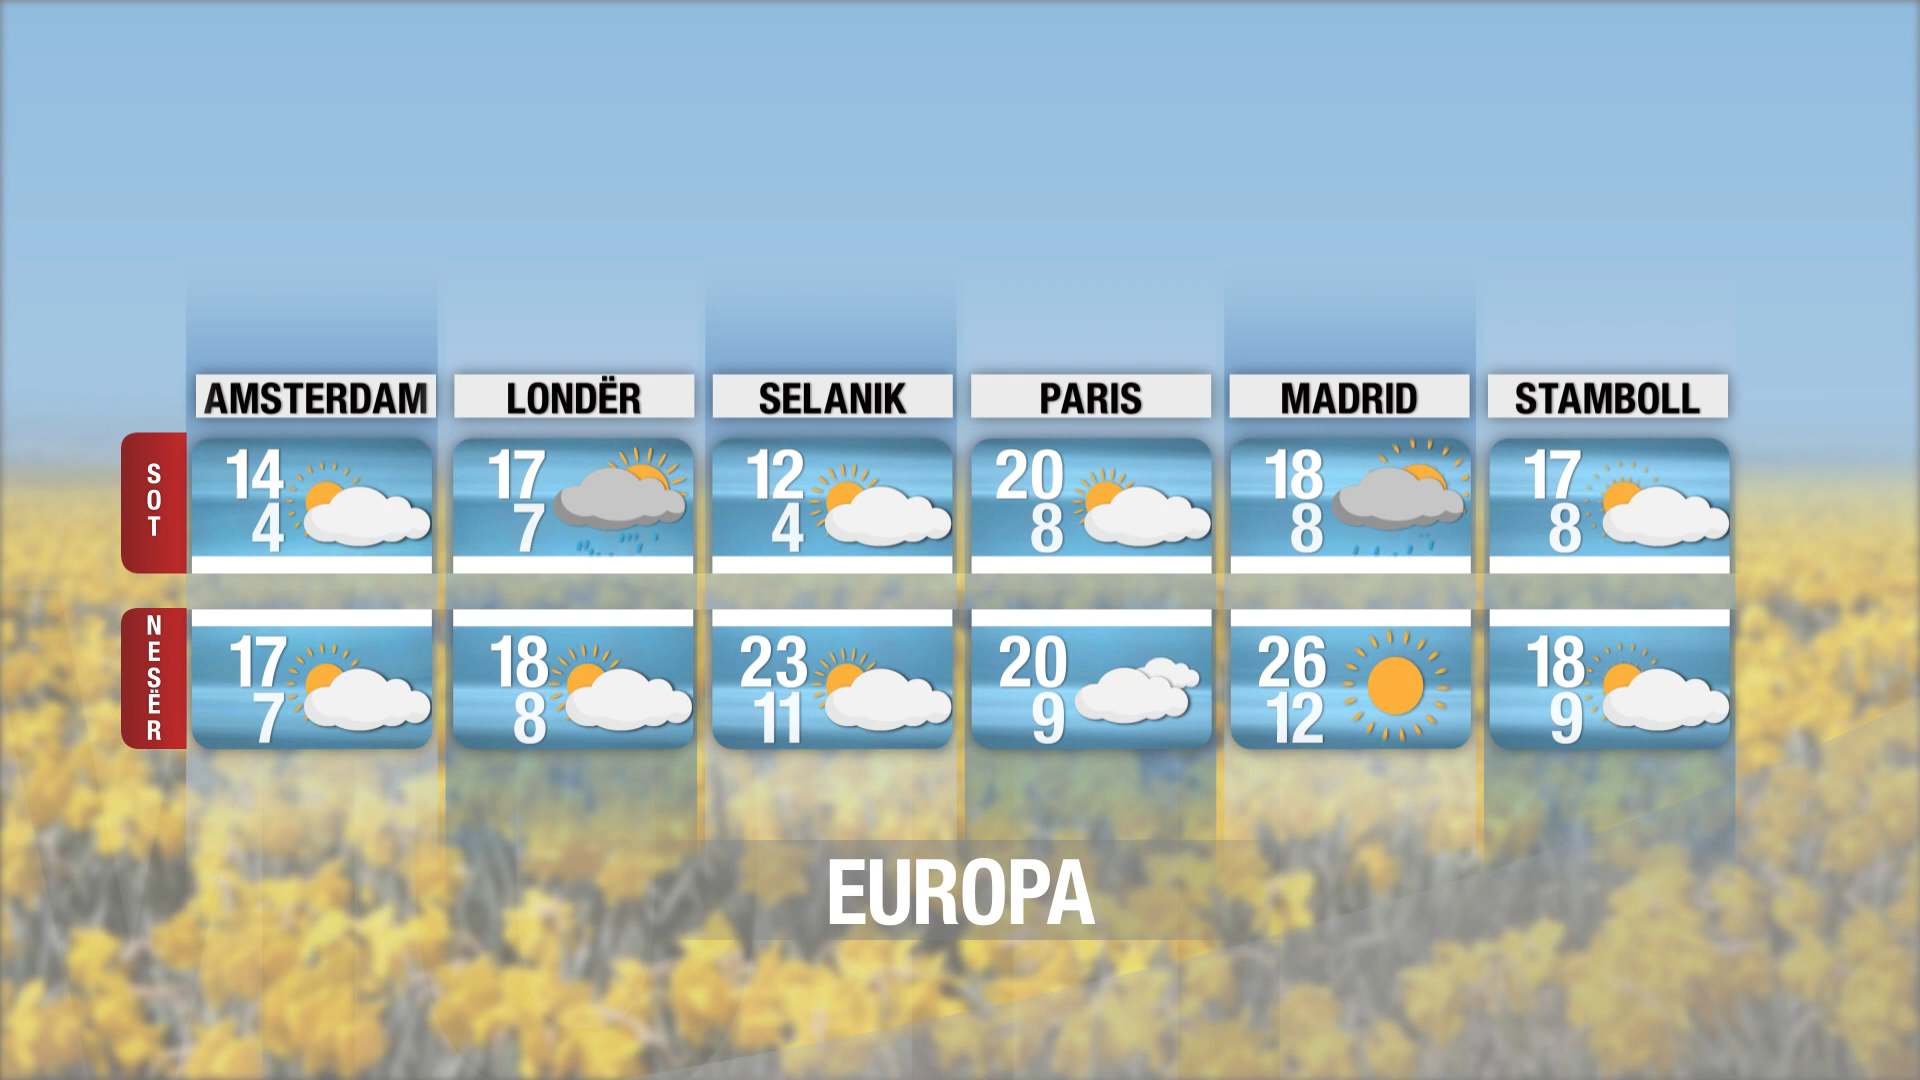 AMSTERDAM LONDËR SELANIK PARIS MADRID STAMBOLL
SOT
14 17 12 20 18 17
4 7 4 8 8 8
NESËR
17 18 23 20 26 18
7 8 11 9 12 9
EUROPA